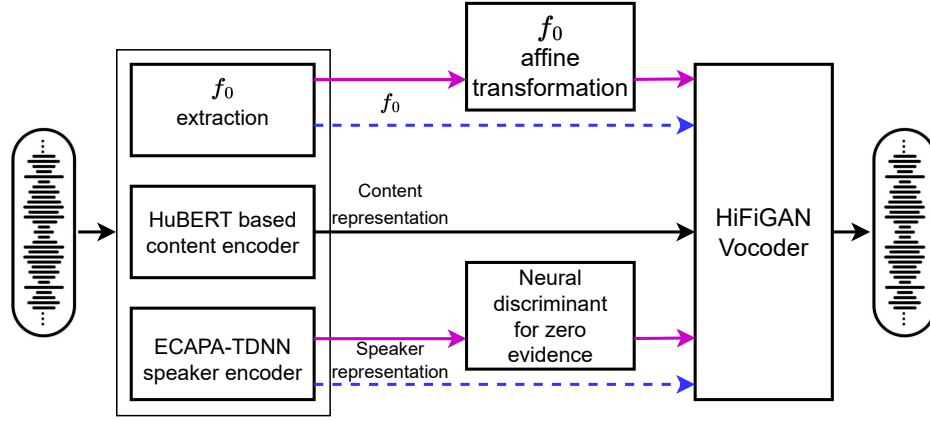 f₀
affine
transformation
f₀
extraction
f₀
HuBERT based
content encoder
Content
representation
HiFiGAN
Vocoder
Neural
discriminant
for zero
evidence
ECAPA-TDNN
speaker encoder
Speaker
representation